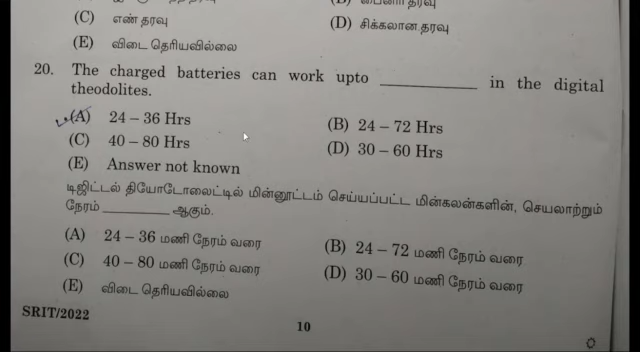 (C) எண் தரவு
(D) சிக்கலான தரவு
(E) விடை தெரியவில்லை
20. The charged batteries can work upto __________ in the digital
theodolites.
(A) 24 – 36 Hrs
(B) 24 – 72 Hrs
(C) 40 – 80 Hrs
(D) 30 – 60 Hrs
(E) Answer not known
டிஜிட்டல் தியோடோலைட்டில் மின்னூட்டம் செய்யப்பட்ட மின்கலன்களின், செயலாற்றும்
நேரம் __________ ஆகும்.
(A) 24 – 36 மணி நேரம் வரை
(B) 24 – 72 மணி நேரம் வரை
(C) 40 – 80 மணி நேரம் வரை
(D) 30 – 60 மணி நேரம் வரை
(E) விடை தெரியவில்லை
SRIT/2022
10